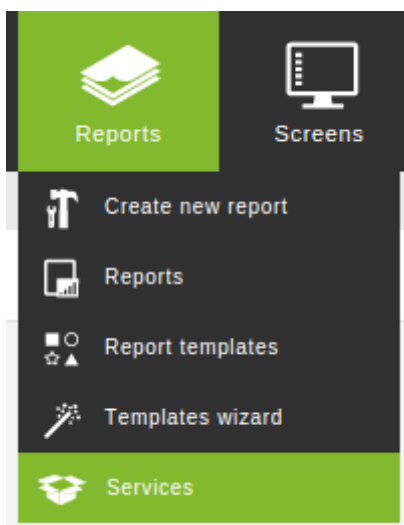 Reports
Screens
Create new report
Reports
Report templates
Templates wizard
Services